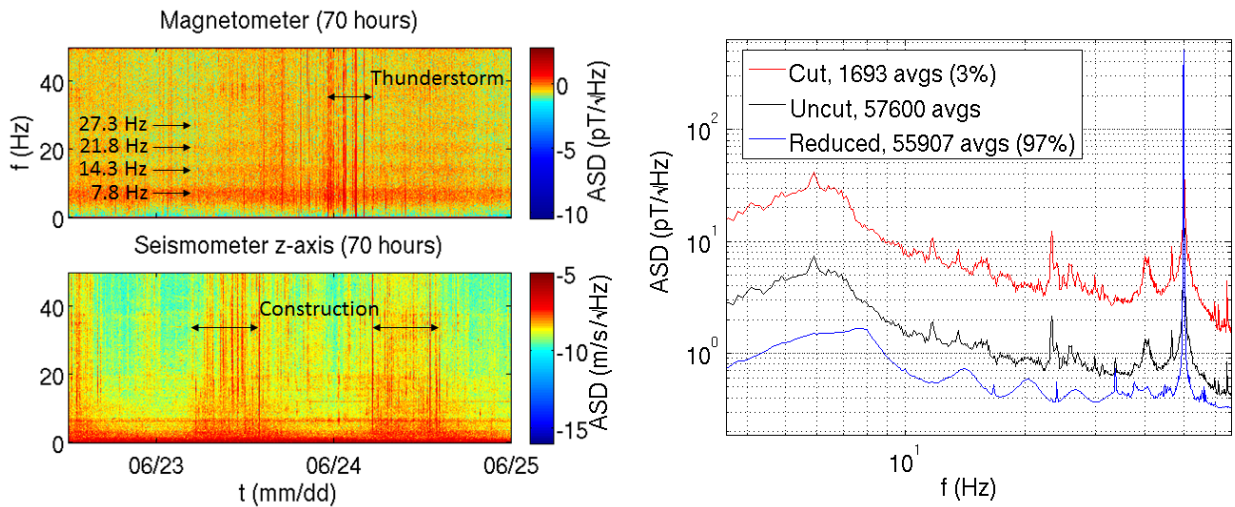 Magnetometer (70 hours)
40
20
0
f (Hz)
27.3 Hz
21.8 Hz
14.3 Hz
7.8 Hz
Thunderstorm
0
-5
-10
ASD (pT/√Hz)
Seismometer z-axis (70 hours)
40
20
0
Construction
06/23
06/24
06/25
t (mm/dd)
-5
-10
-15
ASD (m/s/√Hz)
Cut, 1693 avgs (3%)
Uncut, 57600 avgs
Reduced, 55907 avgs (97%)
10²
10¹
10⁰
ASD (pT/√Hz)
10¹
f (Hz)